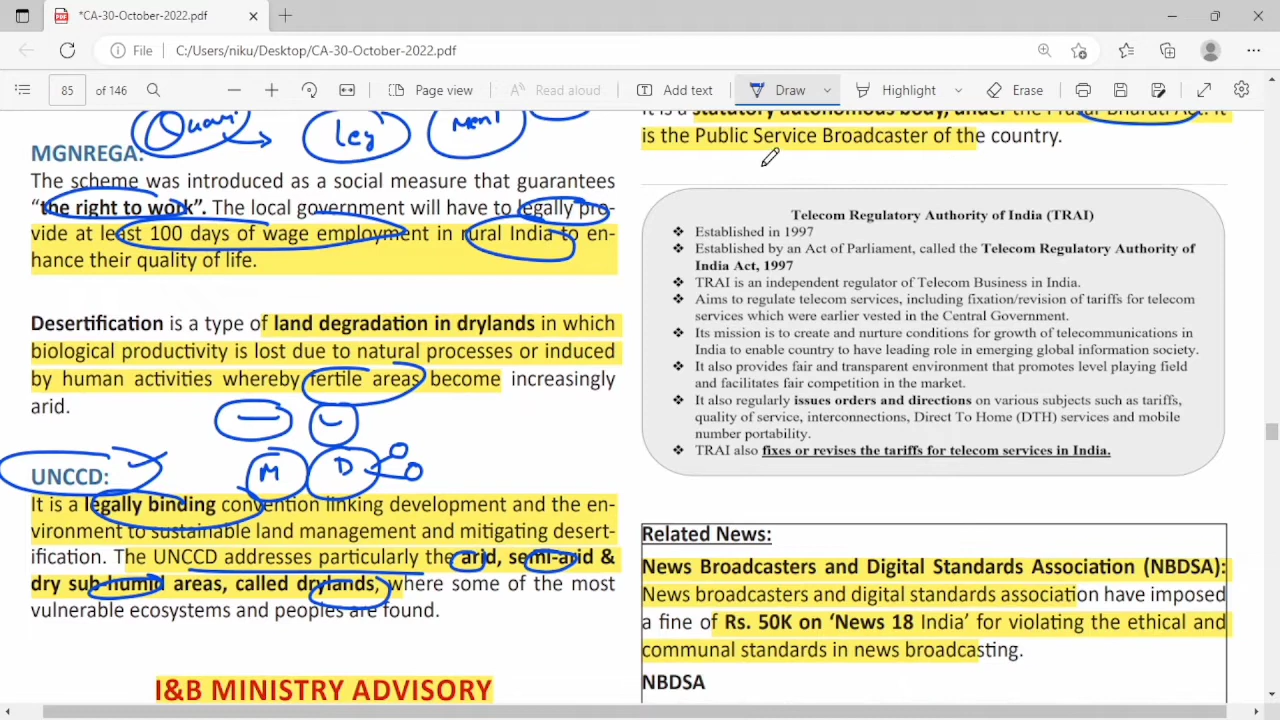 *CA-30-October-2022.pdf
File
C:/Users/niku/Desktop/CA-30-October-2022.pdf
85 of 146
Page view
Read aloud
Add text
Draw
Highlight
Erase
Quari
Leg
Ment
MGNREGA:
The scheme was introduced as a social measure that guarantees
“the right to work”. The local government will have to legally pro-
vide at least 100 days of wage employment in rural India to en-
hance their quality of life.
Desertification is a type of land degradation in drylands in which
biological productivity is lost due to natural processes or induced
by human activities whereby fertile areas become increasingly
arid.
M D
UNCCD:
It is a legally binding convention linking development and the en-
vironment to sustainable land management and mitigating desert-
ification. The UNCCD addresses particularly the arid, semi-arid &
dry sub-humid areas, called drylands, where some of the most
vulnerable ecosystems and peoples are found.
I&B MINISTRY ADVISORY
It is a statutory autonomous body, under the Prasar Bharati Act. It
is the Public Service Broadcaster of the country.
Telecom Regulatory Authority of India (TRAI)
❖ Established in 1997
❖ Established by an Act of Parliament, called the Telecom Regulatory Authority of
India Act, 1997
❖ TRAI is an independent regulator of Telecom Business in India.
❖ Aims to regulate telecom services, including fixation/revision of tariffs for telecom
services which were earlier vested in the Central Government.
❖ Its mission is to create and nurture conditions for growth of telecommunications in
India to enable country to have leading role in emerging global information society.
❖ It also provides fair and transparent environment that promotes level playing field
and facilitates fair competition in the market.
❖ It also regularly issues orders and directions on various subjects such as tariffs,
quality of service, interconnections, Direct To Home (DTH) services and mobile
number portability.
❖ TRAI also fixes or revises the tariffs for telecom services in India.
Related News:
News Broadcasters and Digital Standards Association (NBDSA):
News broadcasters and digital standards association have imposed
a fine of Rs. 50K on ‘News 18 India’ for violating the ethical and
communal standards in news broadcasting.
NBDSA